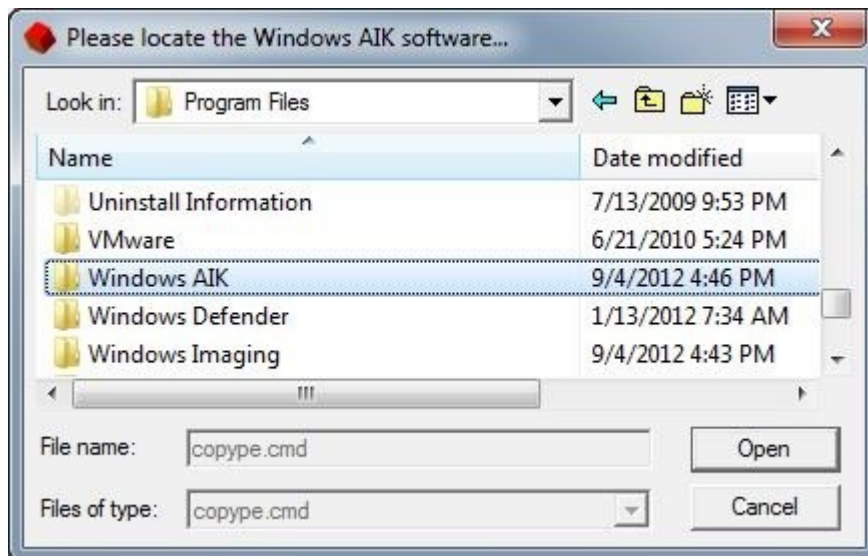 Please locate the Windows AIK software...
Look in: Program Files
Name Date modified
Uninstall Information 7/13/2009 9:53 PM
VMware 6/21/2010 5:24 PM
Windows AIK 9/4/2012 4:46 PM
Windows Defender 1/13/2012 7:34 AM
Windows Imaging 9/4/2012 4:43 PM
File name: copype.cmd Open
Files of type: copype.cmd Cancel